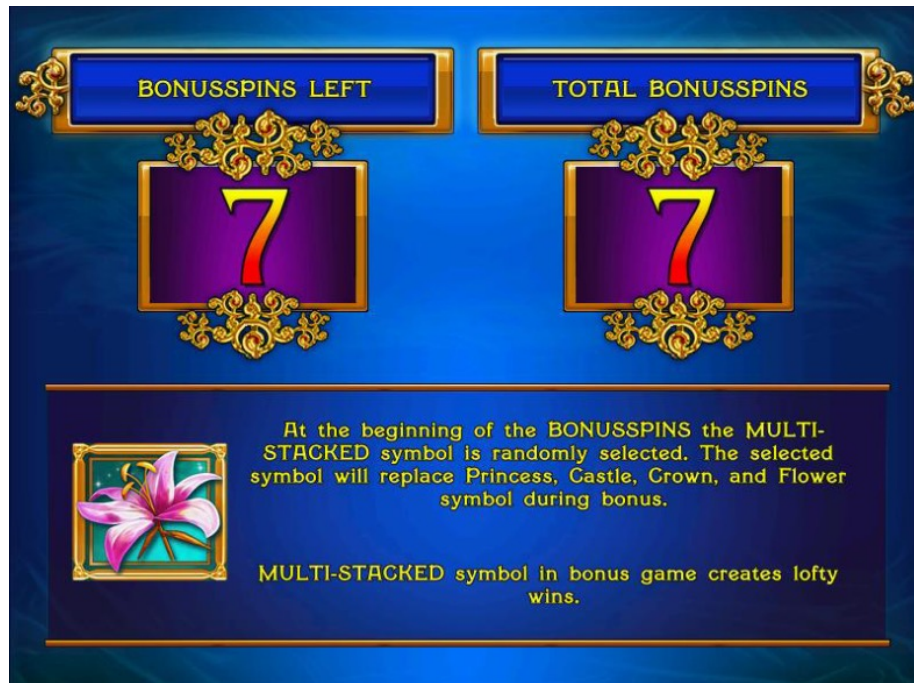 BONUSSPINS LEFT
TOTAL BONUSSPINS
7
7
At the beginning of the BONUSSPINS the MULTI-
STACKED symbol is randomly selected. The selected
symbol will replace Princess, Castle, Crown, and Flower
symbol during bonus.
MULTI-STACKED symbol in bonus game creates lofty
wins.